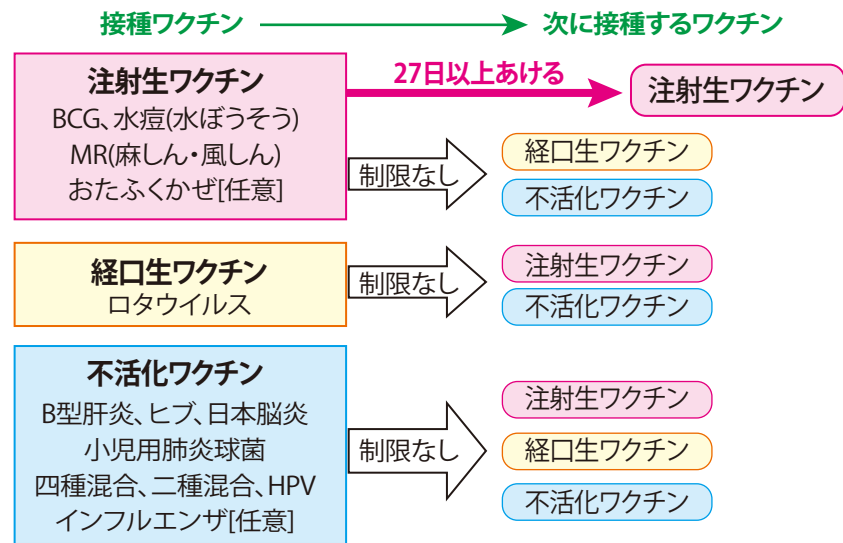 接種ワクチン
次に接種するワクチン
注射生ワクチン
BCG、水痘(水ぼうそう)
MR(麻しん・風しん)
おたふくかぜ[任意]
27日以上あける
注射生ワクチン
制限なし
経口生ワクチン
不活化ワクチン
経口生ワクチン
ロタウイルス
制限なし
注射生ワクチン
不活化ワクチン
不活化ワクチン
B型肝炎、ヒブ、日本脳炎
小児用肺炎球菌
四種混合、二種混合、HPV
インフルエンザ[任意]
制限なし
注射生ワクチン
経口生ワクチン
不活化ワクチン